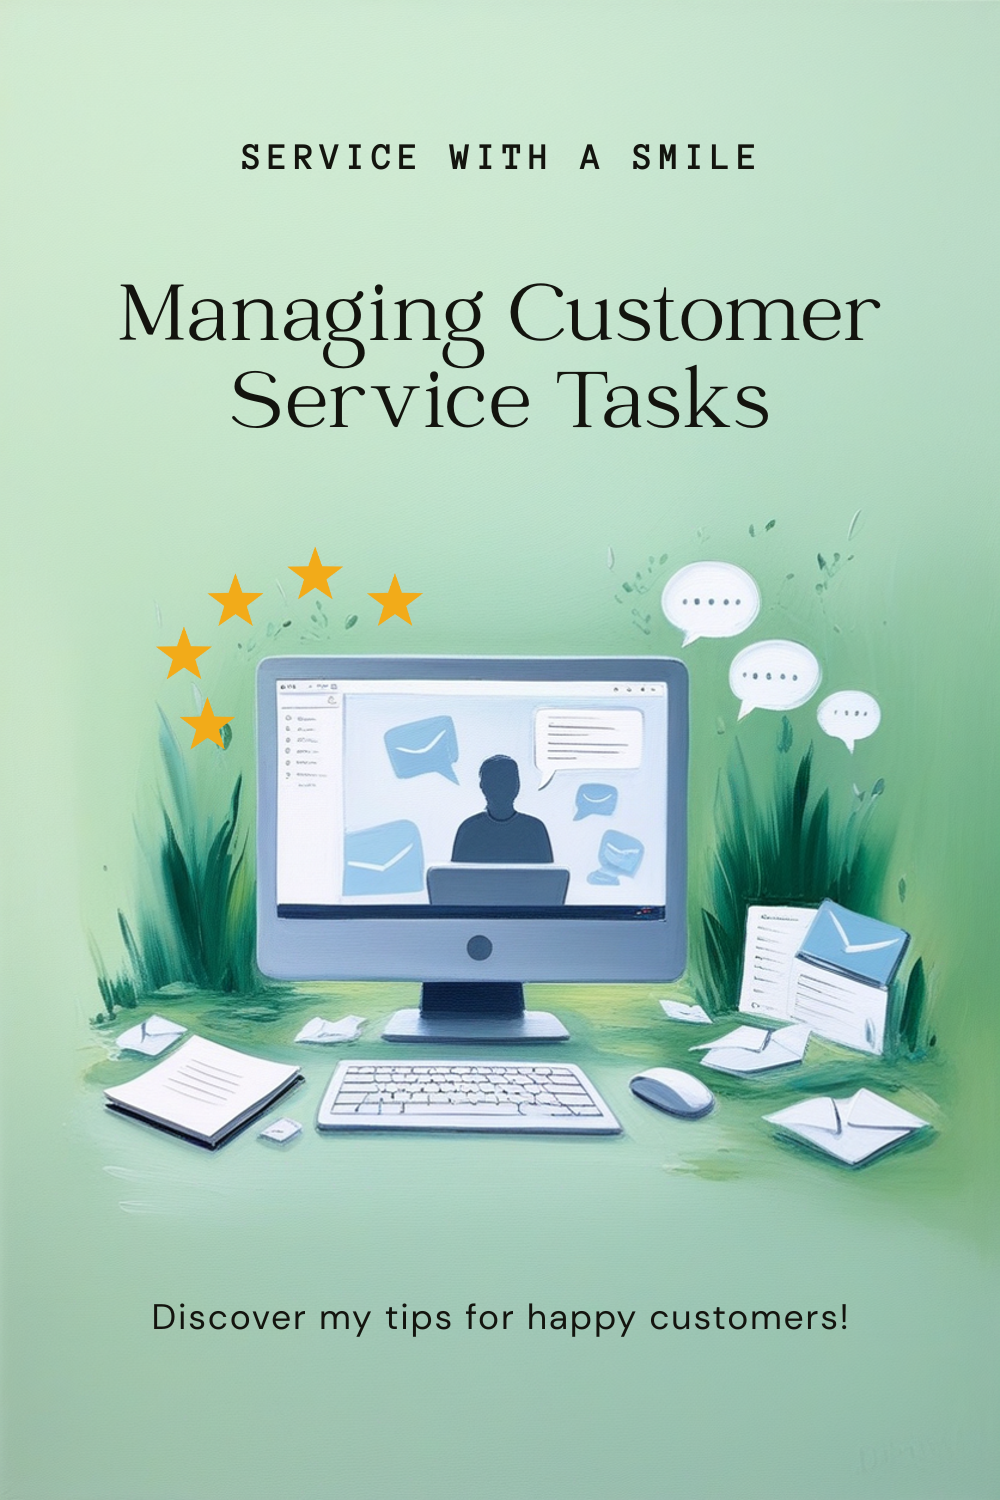 SERVICE WITH A SMILE
Managing Customer
Service Tasks
Discover my tips for happy customers!